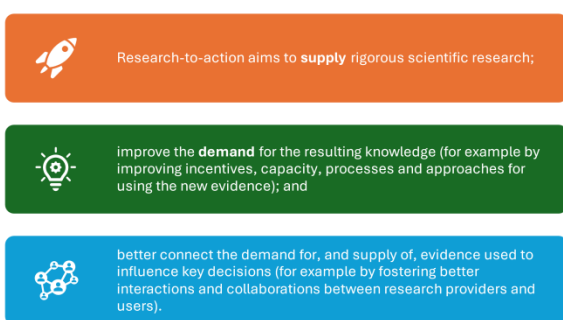 Research-to-action aims to supply rigorous scientific research;
improve the demand for the resulting knowledge (for example by
improving incentives, capacity, processes and approaches for
using the new evidence); and
better connect the demand for, and supply of, evidence used to
influence key decisions (for example by fostering better
interactions and collaborations between research providers and
users).